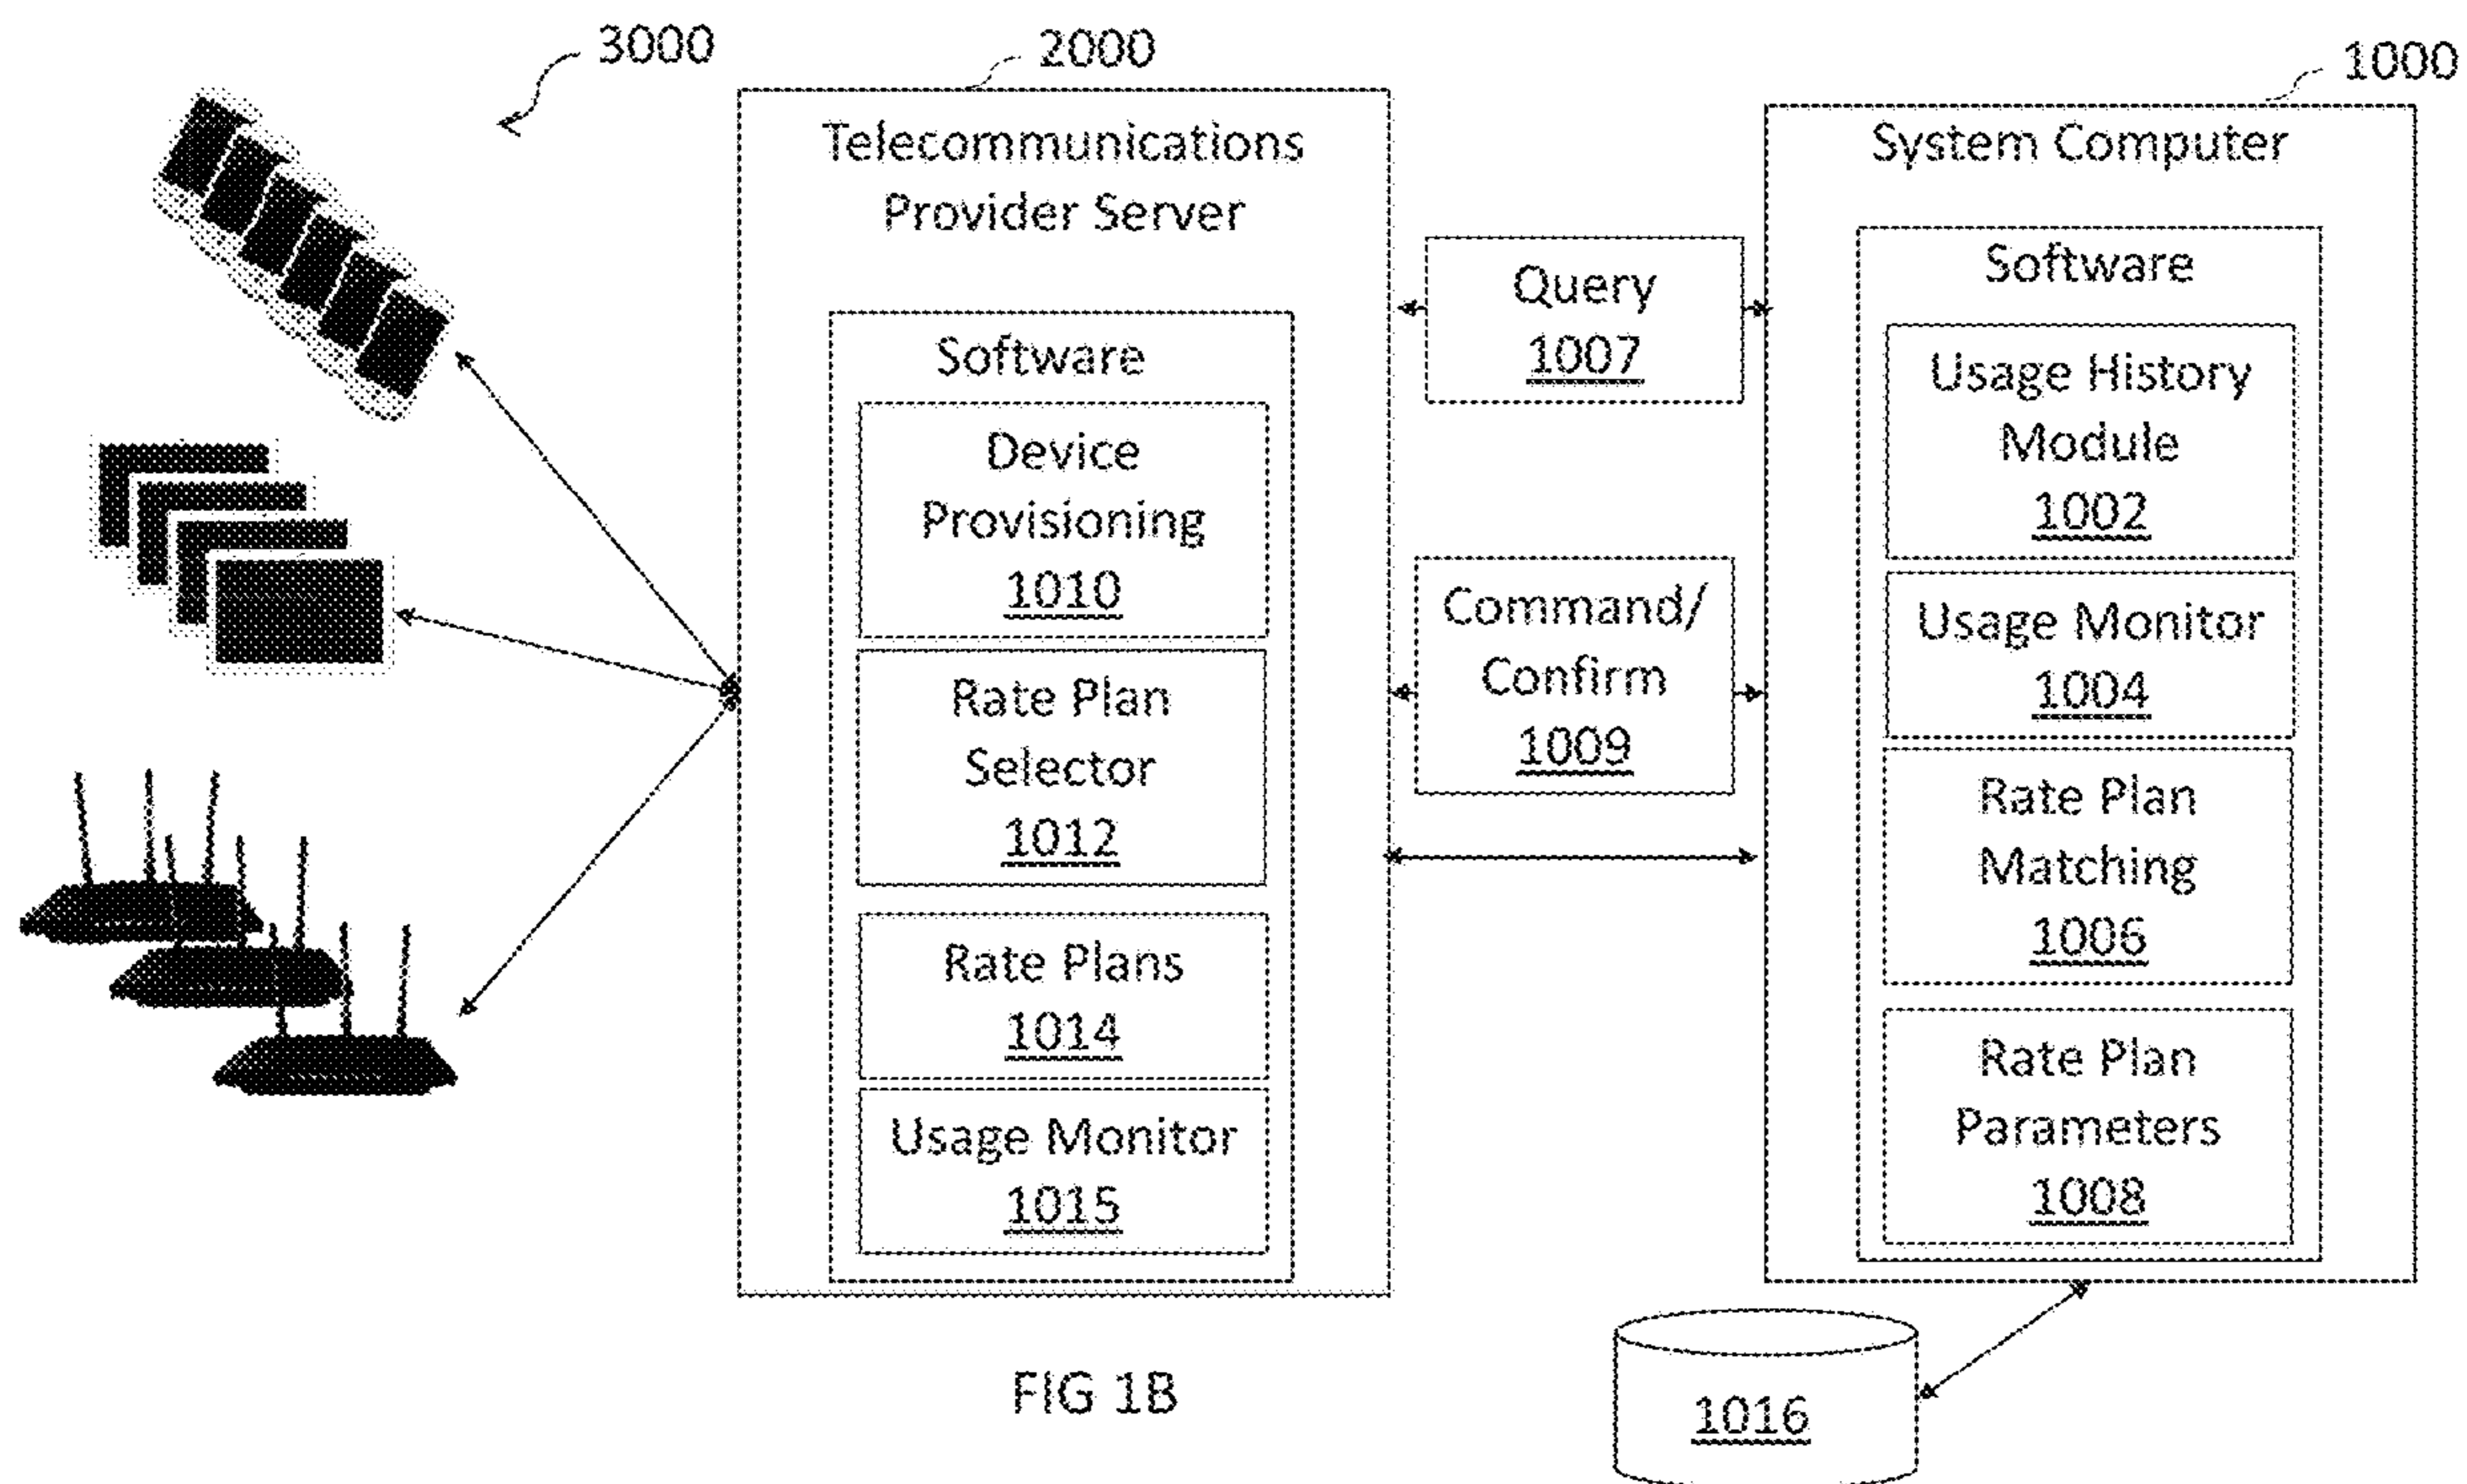 3000
2000
1000
Telecommunications
Provider Server
Software
Device
Provisioning
1010
Rate Plan
Selector
1012
Rate Plans
1014
Usage Monitor
1015
Query
1007
Command/
Confirm
1009
System Computer
Software
Usage History
Module
1002
Usage Monitor
1004
Rate Plan
Matching
1006
Rate Plan
Parameters
1008
1016
FIG 1B